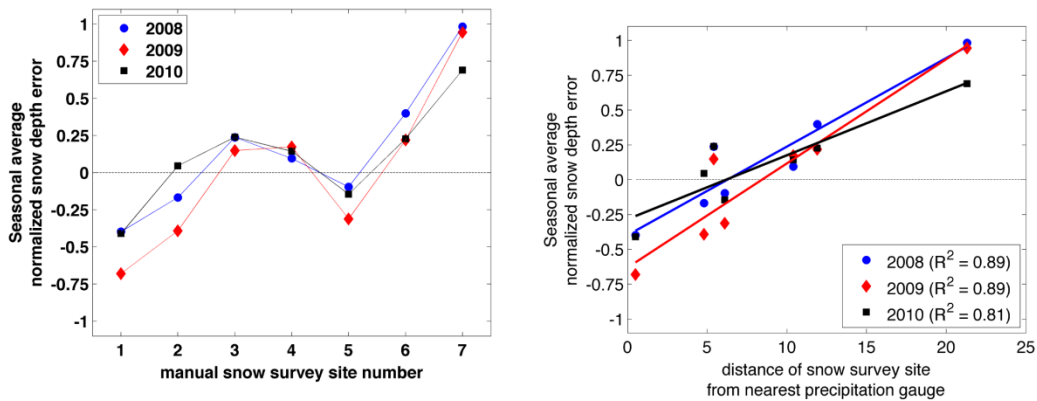 Seasonal average
normalized snow depth error
1
0.75
0.5
0.25
0
-0.25
-0.5
-0.75
-1
2008
2009
2010
1 2 3 4 5 6 7
manual snow survey site number
Seasonal average
normalized snow depth error
1
0.75
0.5
0.25
0
-0.25
-0.5
-0.75
-1
2008 (R² = 0.89)
2009 (R² = 0.89)
2010 (R² = 0.81)
0 5 10 15 20 25
distance of snow survey site
from nearest precipitation gauge